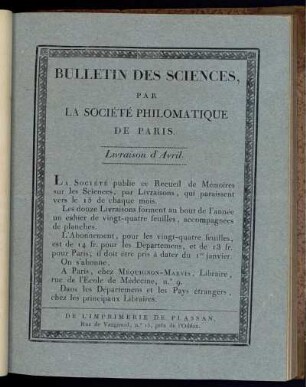 BULLETIN DES SCIENCES,
PAR
LA SOCIÉTÉ PHILOMATIQUE
DE PARIS.
Livraison d'Avril.
LA SOCIÉTÉ publie ce Recueil de Mémoires
sur les Sciences, par Livraisons, qui paraissent
vers le 15 de chaque mois.
Les douze Livraisons forment au bout de l'année
un cahier de vingt-quatre feuilles, accompagnées
de planches.
L'Abonnement, pour les vingt-quatre feuilles,
est de 14 fr. pour les Départemens, et de 13 fr.
pour Paris; il doit être pris à dater du 1er janvier.
On s'abonne,
A Paris, chez MÉQUIGNON-MARVIS, Libraire,
rue de l'Ecole de Médecine, n.° 9.
Dans les Départemens et les Pays étrangers,
chez les principaux Libraires.
DE L'IMPRIMERIE DE PLASSAN,
Rue de Vaugirard, n.° 15, près de l'Odéon.